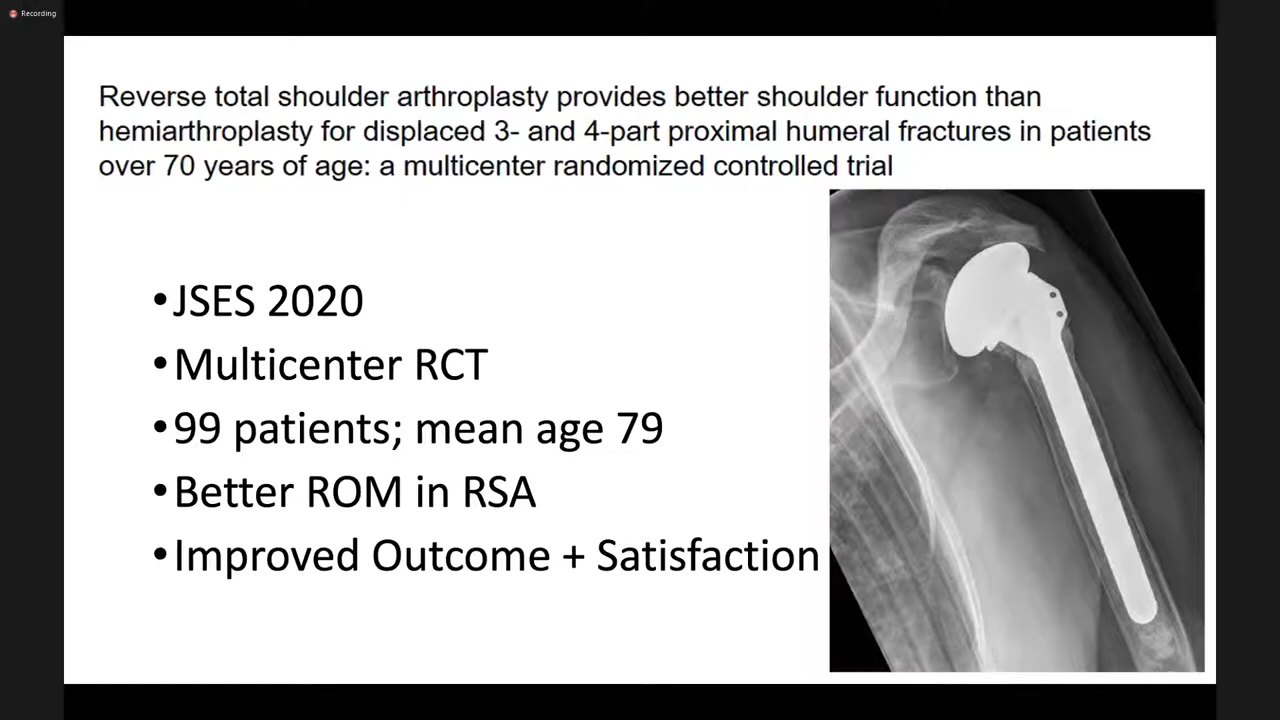 Recording
Reverse total shoulder arthroplasty provides better shoulder function than
hemiarthroplasty for displaced 3- and 4-part proximal humeral fractures in patients
over 70 years of age: a multicenter randomized controlled trial
•JSES 2020
•Multicenter RCT
•99 patients; mean age 79
•Better ROM in RSA
•Improved Outcome + Satisfaction